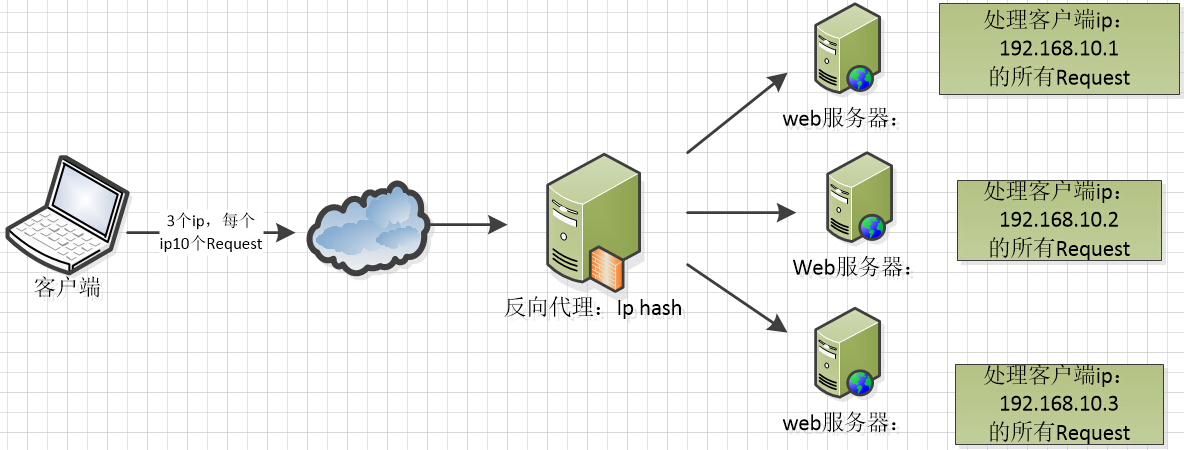 处理客户端ip：
192.168.10.1
的所有Request
web服务器：
3个ip，每个
ip10个Request
客户端
反向代理：Ip hash
处理客户端ip：
192.168.10.2
的所有Request
Web服务器：
处理客户端ip：
192.168.10.3
的所有Request
web服务器：